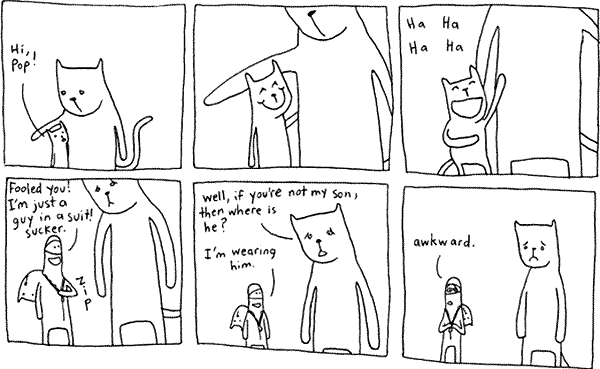 Hi,
Pop!
Ha Ha
Ha Ha
Fooled you!
I'm just a
guy in a suit!
sucker.
Zip
well, if you're not my son,
then where is
he?
I'm wearing
him.
awkward.